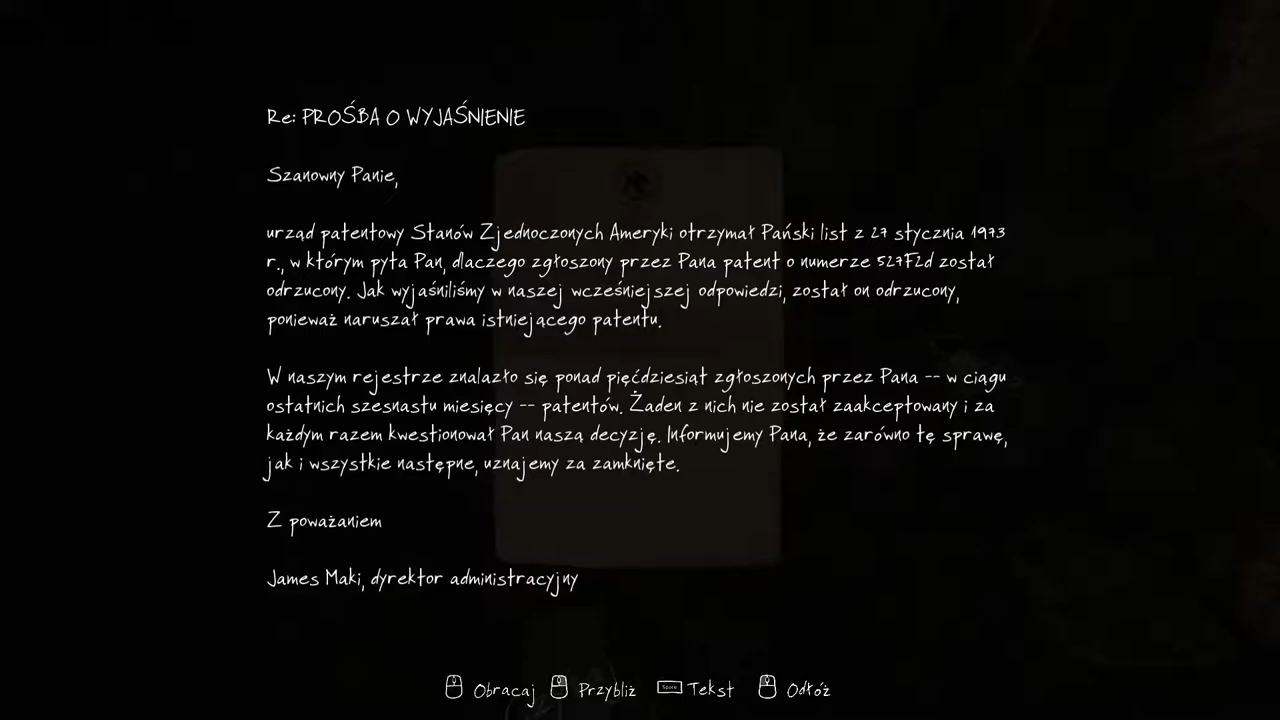 Re: PROŚBA O WYJAŚNIENIE
Szanowny Panie,
urząd patentowy Stanów Zjednoczonych Ameryki otrzymał Pański list z 27 stycznia 1973
r., w którym pyta Pan, dlaczego zgłoszony przez Pana patent o numerze 527F2d został
odrzucony. Jak wyjaśniliśmy w naszej wcześniejszej odpowiedzi, został on odrzucony,
ponieważ naruszał prawa istniejącego patentu.
W naszym rejestrze znalazło się ponad pięćdziesiąt zgłoszonych przez Pana -- w ciągu
ostatnich szesnastu miesięcy -- patentów. Żaden z nich nie został zaakceptowany i za
każdym razem kwestionował Pan naszą decyzję. Informujemy Pana, że zarówno tę sprawę,
jak i wszystkie następne, uznajemy za zamknięte.
Z poważaniem
James Maki, dyrektor administracyjny
Obracaj Przybliż Space Tekst Odłóż